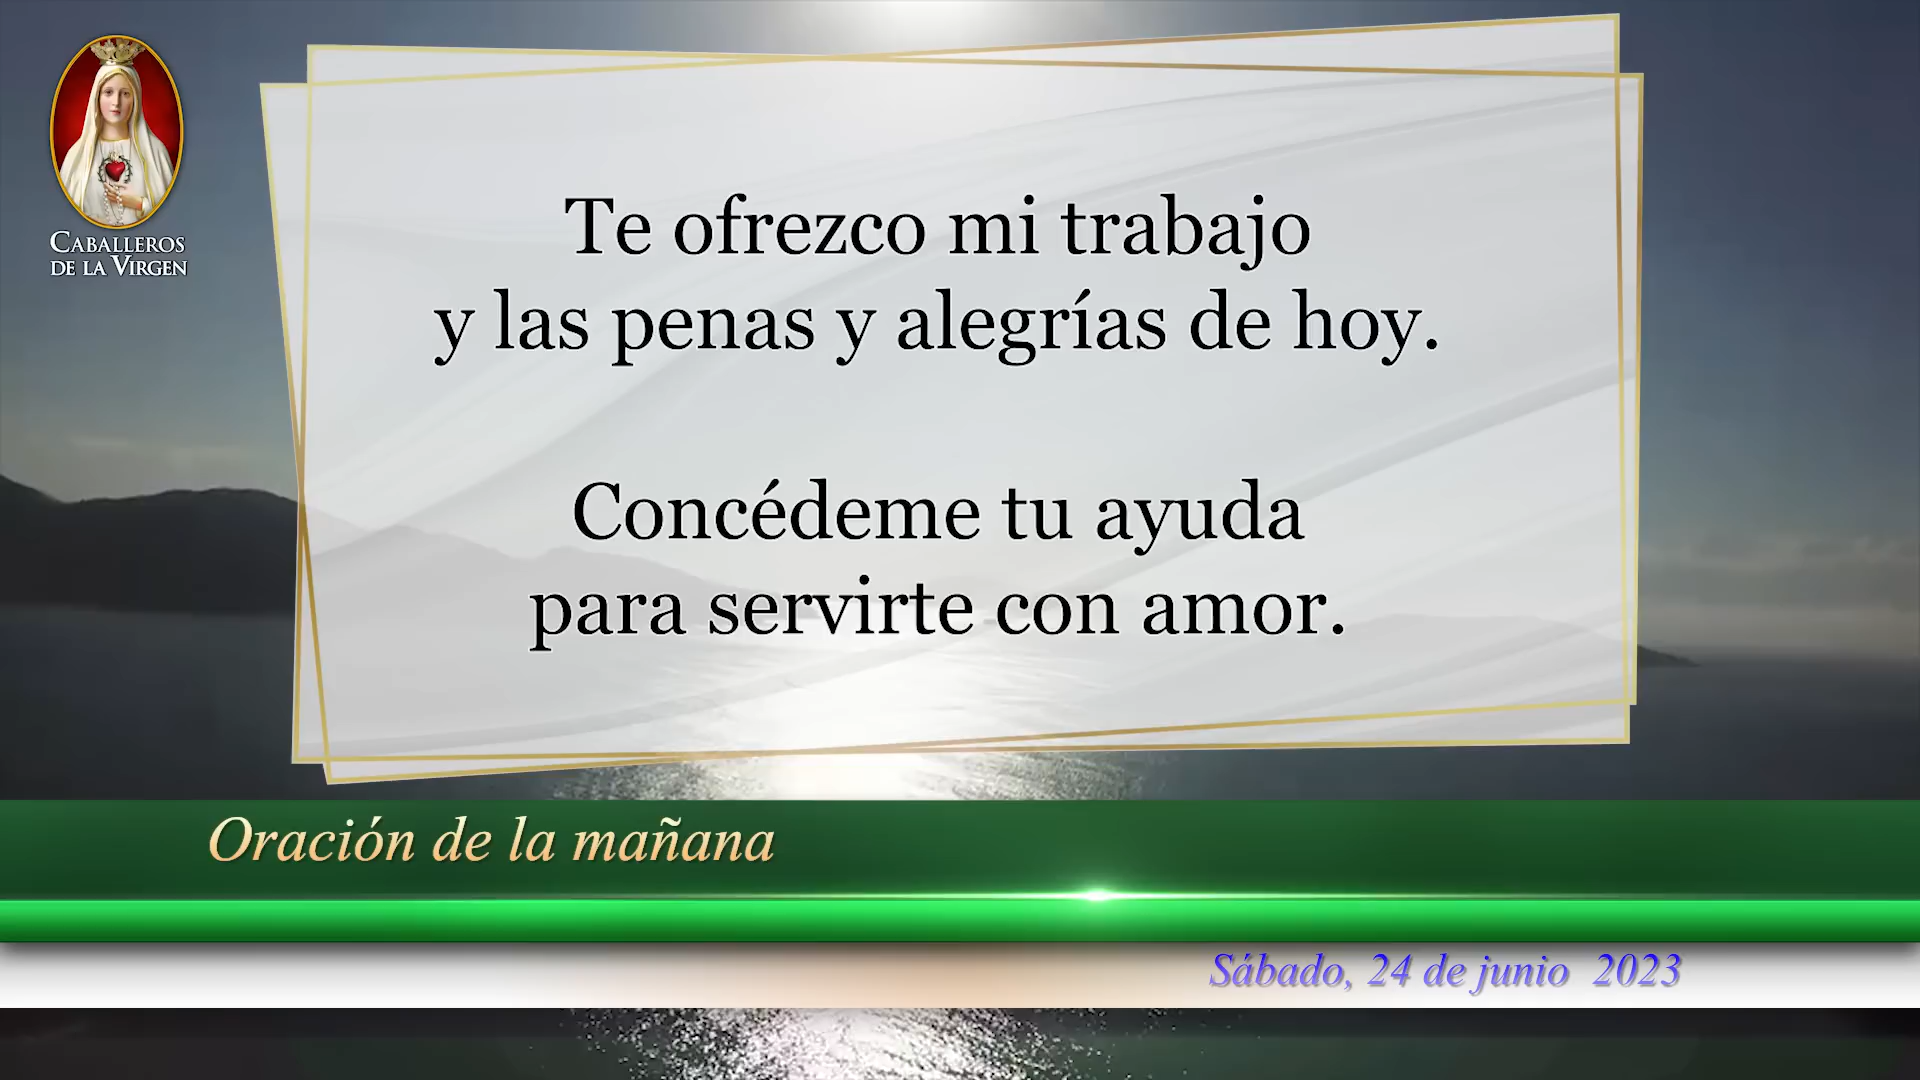 CABALLEROS
DE LA VIRGEN
Te ofrezco mi trabajo
y las penas y alegrías de hoy.
Concédeme tu ayuda
para servirte con amor.
Oración de la mañana
Sábado, 24 de junio 2023